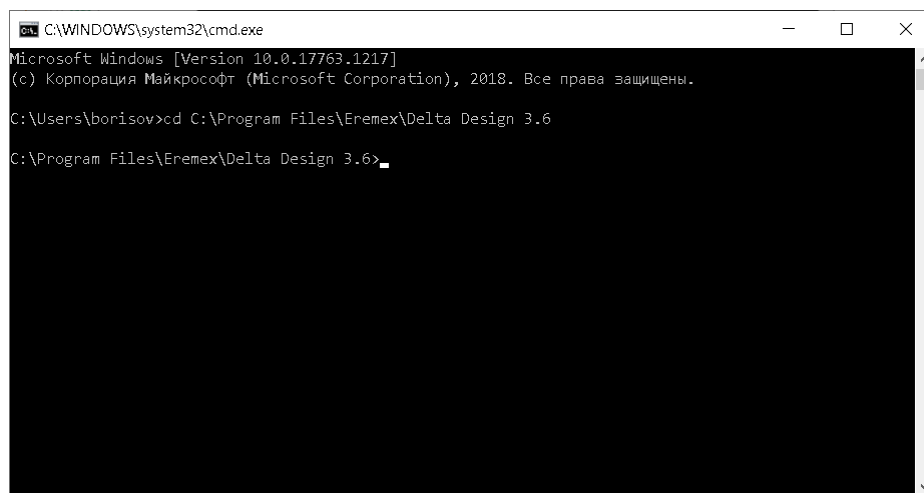 C:\WINDOWS\system32\cmd.exe
Microsoft Windows [Version 10.0.17763.1217]
(c) Корпорация Майкрософт (Microsoft Corporation), 2018. Все права защищены.
C:\Users\borisov>cd C:\Program Files\Eremex\Delta Design 3.6
C:\Program Files\Eremex\Delta Design 3.6>